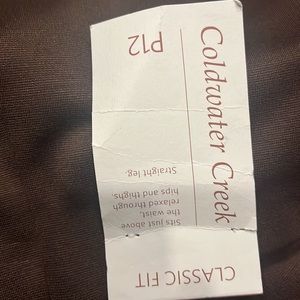 Coldwater Creek
P12
CLASSIC FIT
Sits just above
the waist,
relaxed through
hips and thighs.
Straight leg.